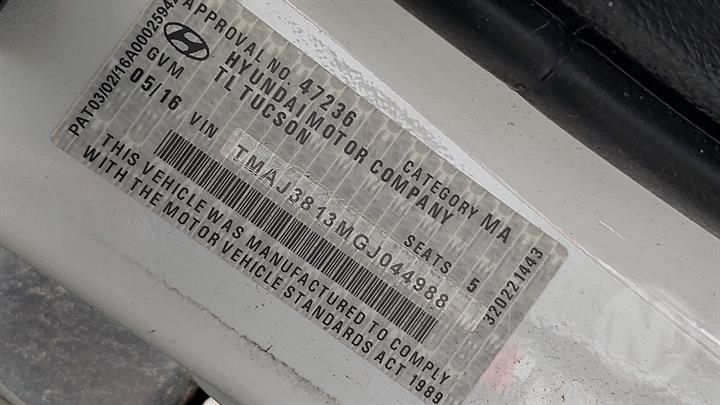 PAT03/02/16A000259
APPROVAL NO. 47236 CATEGORY MA
HYUNDAI MOTOR COMPANY
GVM TL TUCSON SEATS 5
05/16 VIN TMAJ3813MGJ044988
THIS VEHICLE WAS MANUFACTURED TO COMPLY
WITH THE MOTOR VEHICLE STANDARDS ACT 1989
320221443